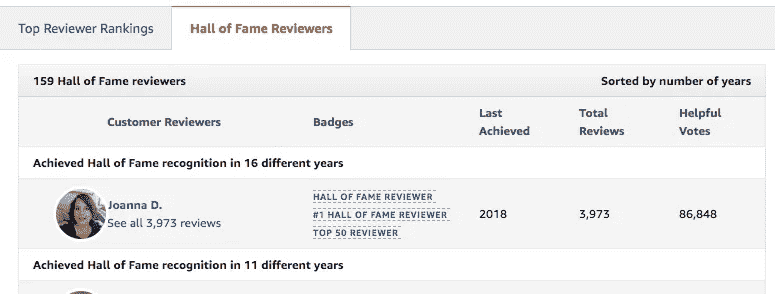 Top Reviewer Rankings Hall of Fame Reviewers
159 Hall of Fame reviewers Sorted by number of years
Customer Reviewers Badges Last Achieved Total Reviews Helpful Votes
Achieved Hall of Fame recognition in 16 different years
Joanna D.
See all 3,973 reviews
HALL OF FAME REVIEWER
#1 HALL OF FAME REVIEWER
TOP 50 REVIEWER
2018 3,973 86,848
Achieved Hall of Fame recognition in 11 different years